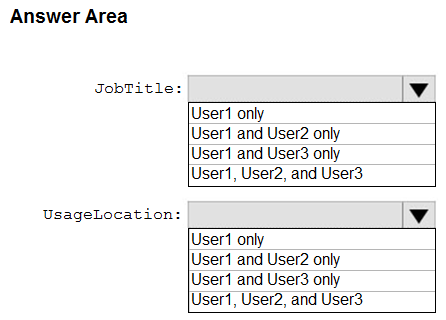 Answer Area
JobTitle:
User1 only
User1 and User2 only
User1 and User3 only
User1, User2, and User3
UsageLocation:
User1 only
User1 and User2 only
User1 and User3 only
User1, User2, and User3